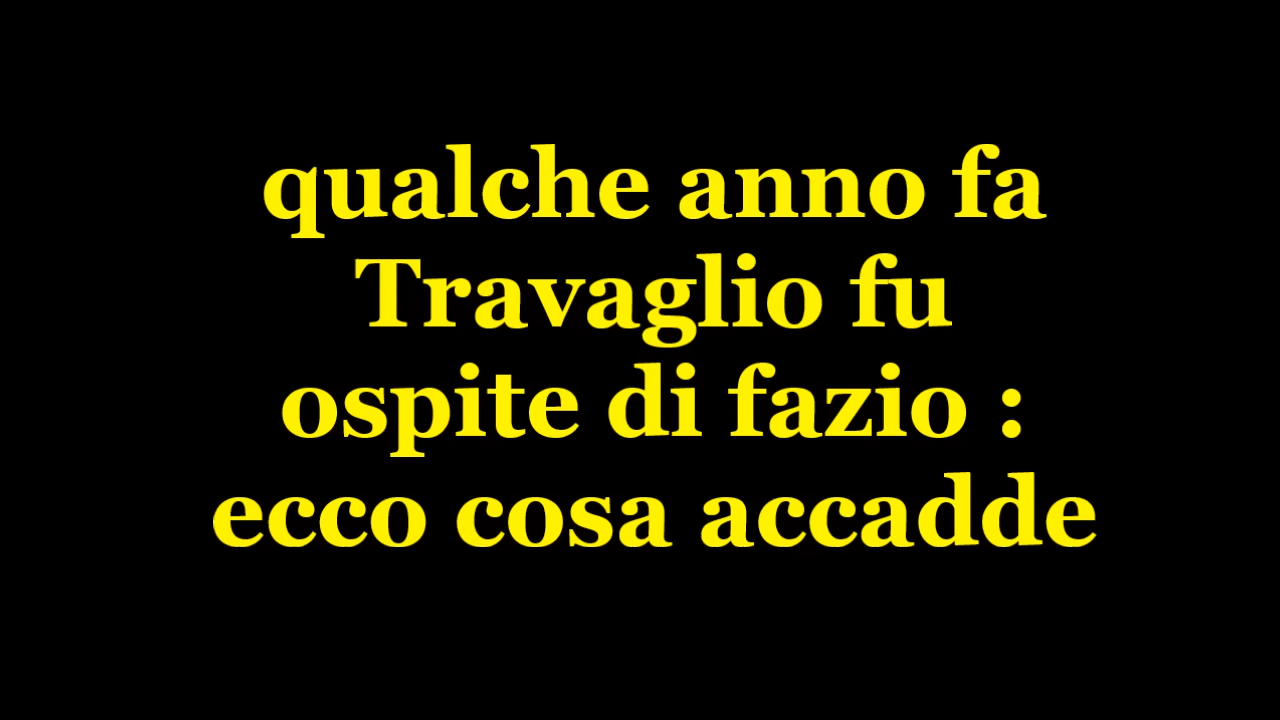 qualche anno fa
Travaglio fu
ospite di fazio :
ecco cosa accadde